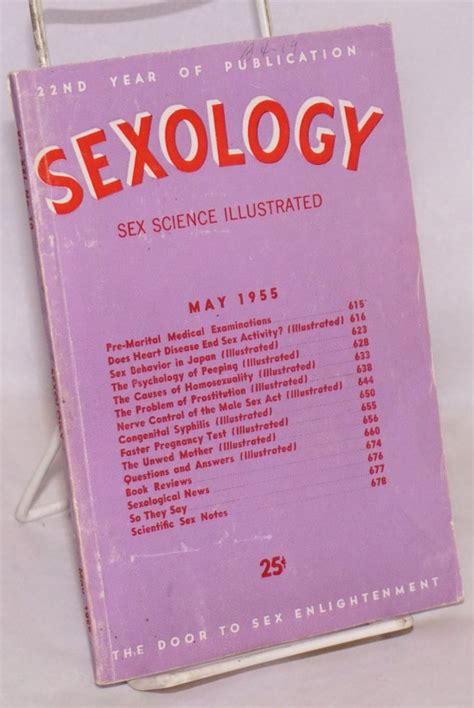 22ND YEAR OF PUBLICATION
SEXOLOGY
SEX SCIENCE ILLUSTRATED
MAY 1955
Pre-Marital Medical Examinations 615
Does Heart Disease End Sex Activity? (Illustrated) 616
Sex Behavior in Japan (Illustrated) 623
The Psychology of Peeping (Illustrated) 628
The Causes of Homosexuality (Illustrated) 633
The Problem of Prostitution (Illustrated) 638
Nerve Control of the Male Sex Act (Illustrated) 644
Congenital Syphilis (Illustrated) 650
Faster Pregnancy Test (Illustrated) 655
The Unwed Mother (Illustrated) 656
Questions and Answers (Illustrated) 660
Book Reviews 674
Sexological News 676
So They Say 677
Scientific Sex Notes 678
25¢
THE DOOR TO SEX ENLIGHTENMENT